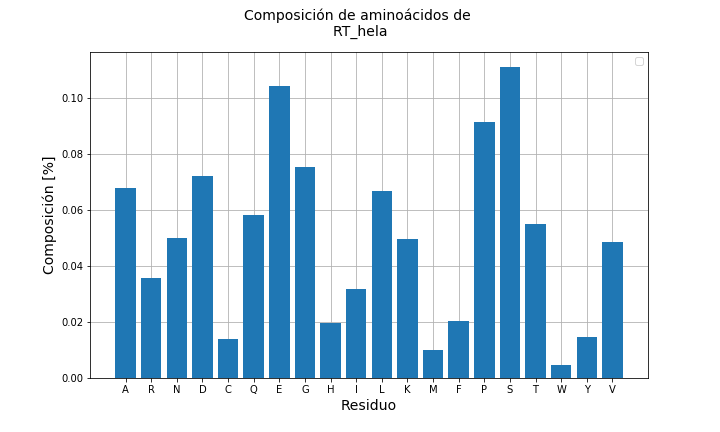 Composición de aminoácidos de
RT_hela
Composición [%]
0.10
0.08
0.06
0.04
0.02
0.00
A R N D C Q E G H I L K M F P S T W Y V
Residuo